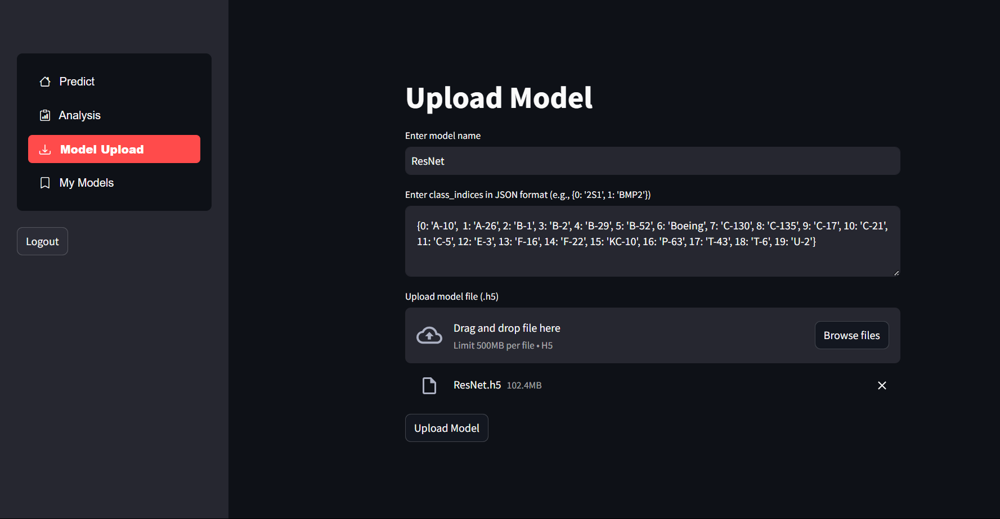 Predict
Analysis
Model Upload
My Models
Logout
Upload Model
Enter model name
ResNet
Enter class_indices in JSON format (e.g., {0: '2S1', 1: 'BMP2'})
{0: 'A-10',  1: 'A-26', 2: 'B-1', 3: 'B-2', 4: 'B-29', 5: 'B-52', 6: 'Boeing', 7: 'C-130', 8: 'C-135', 9: 'C-17', 10: 'C-21',
11: 'C-5', 12: 'E-3', 13: 'F-16', 14: 'F-22', 15: 'KC-10', 16: 'P-63', 17: 'T-43', 18: 'T-6', 19: 'U-2'}
Upload model file (.h5)
Drag and drop file here
Limit 500MB per file • H5
Browse files
ResNet.h5 102.4MB
Upload Model